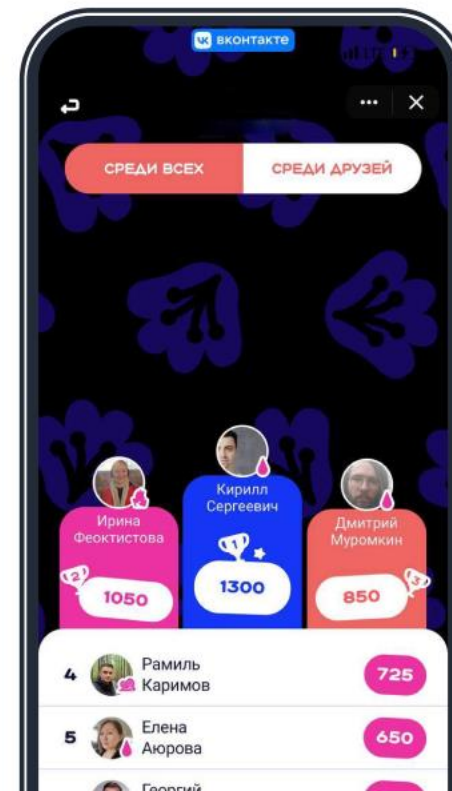 вконтакте
СРЕДИ ВСЕХ
СРЕДИ ДРУЗЕЙ
Кирилл
Сергеевич
1
1300
Ирина
Феоктистова
2
1050
Дмитрий
Муромкин
3
850
4
Рамиль
Каримов
725
5
Елена
Аюрова
650
Георгий